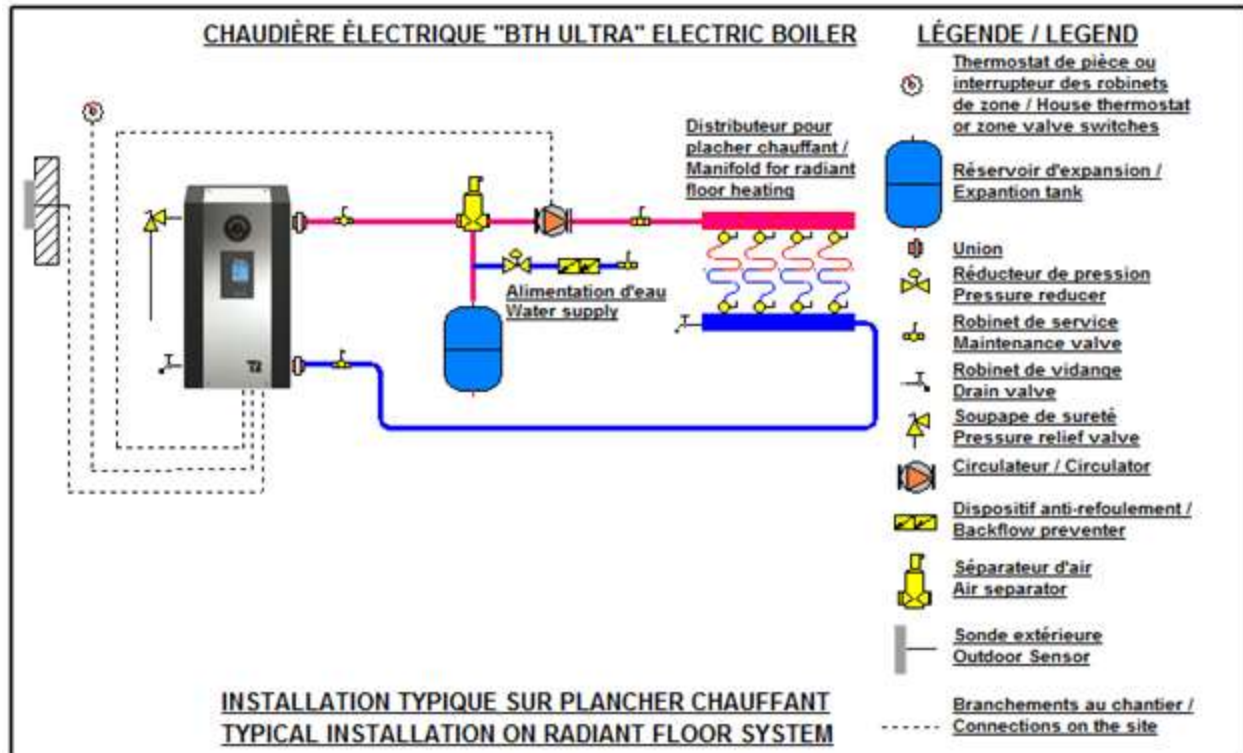 CHAUDIÈRE ÉLECTRIQUE "BTH ULTRA" ELECTRIC BOILER
LÉGENDE / LEGEND
Thermostat de pièce ou
interrupteur des robinets
de zone / House thermostat
or zone valve switches
Distributeur pour
placher chauffant /
Manifold for radiant
floor heating
Réservoir d'expansion /
Expantion tank
Union
Réducteur de pression
Pressure reducer
Alimentation d'eau
Water supply
Robinet de service
Maintenance valve
Robinet de vidange
Drain valve
Soupape de sureté
Pressure relief valve
Circulateur / Circulator
Dispositif anti-refoulement /
Backflow preventer
Séparateur d'air
Air separator
Sonde extérieure
Outdoor Sensor
Branchements au chantier /
Connections on the site
INSTALLATION TYPIQUE SUR PLANCHER CHAUFFANT
TYPICAL INSTALLATION ON RADIANT FLOOR SYSTEM